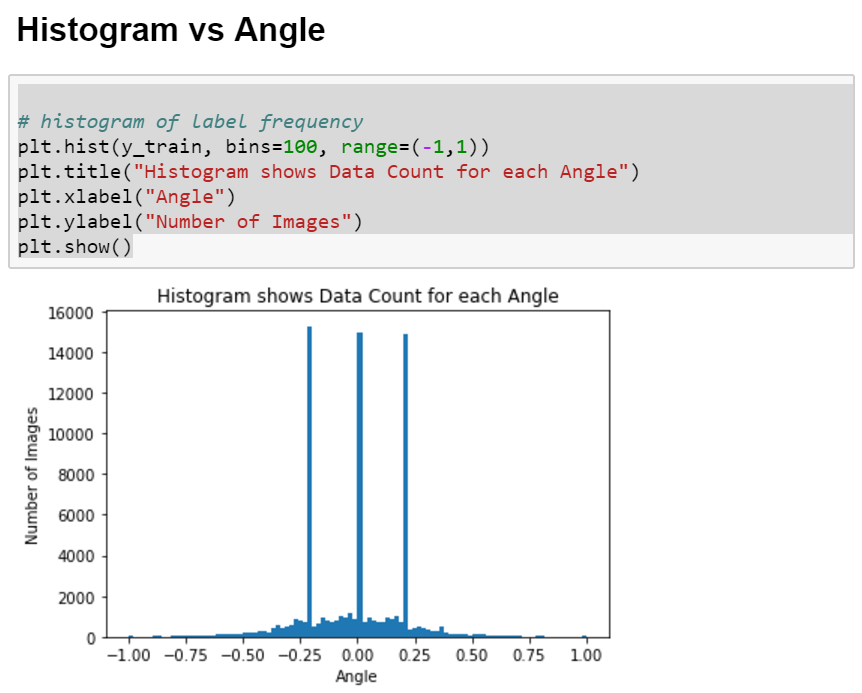 Histogram vs Angle
# histogram of label frequency
plt.hist(y_train, bins=100, range=(-1,1))
plt.title("Histogram shows Data Count for each Angle")
plt.xlabel("Angle")
plt.ylabel("Number of Images")
plt.show()
Histogram shows Data Count for each Angle
16000
14000
12000
10000
8000
6000
4000
2000
0
Number of Images
−1.00 −0.75 −0.50 −0.25 0.00 0.25 0.50 0.75 1.00
Angle